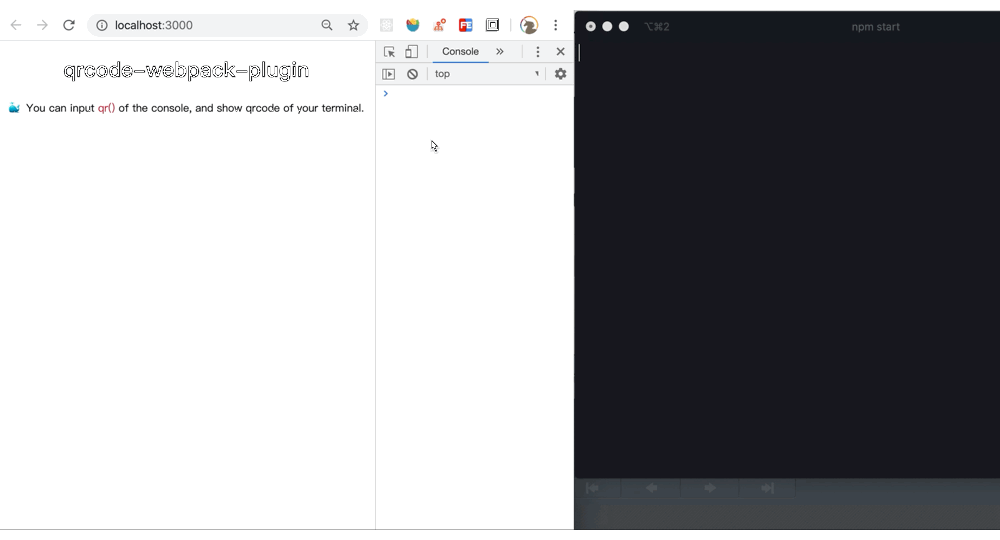 localhost:3000
qrcode-webpack-plugin
You can input qr() of the console, and show qrcode of your terminal.
Console
top
⌥⌘2
npm start